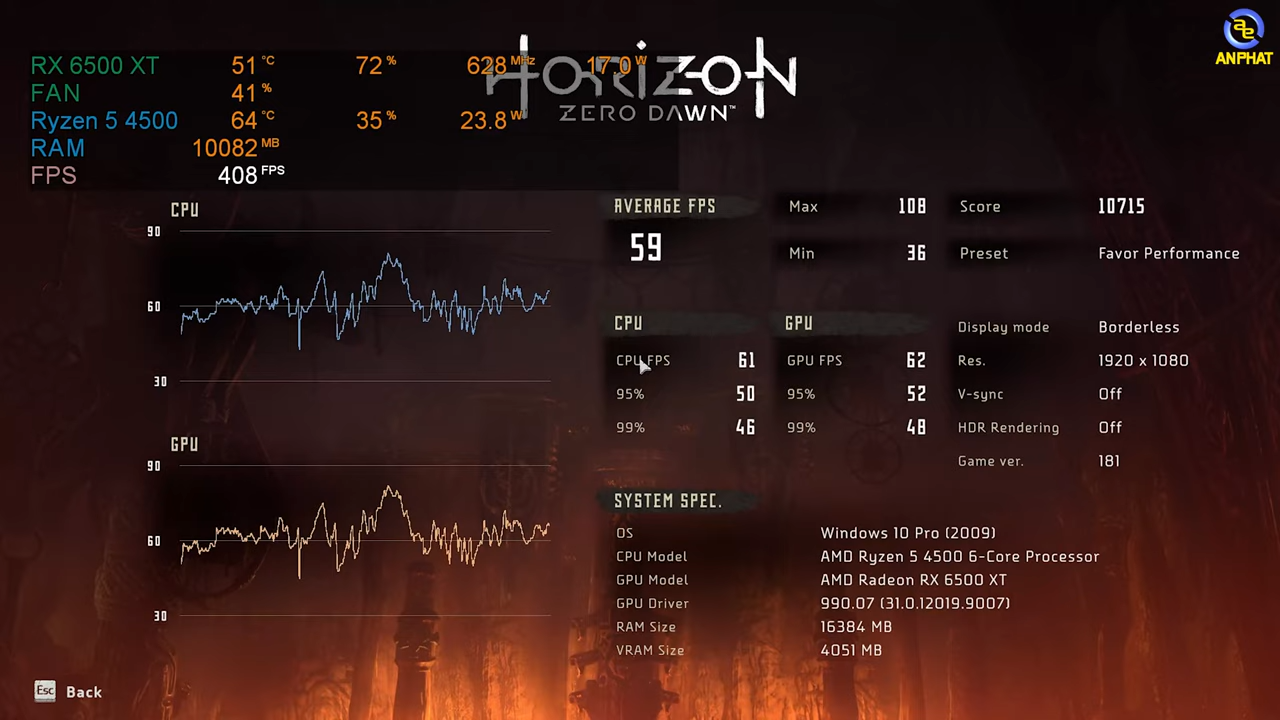 HORIZON
ZERO DAWN™
ae
ANPHAT
RX 6500 XT 51 °C 72 % 628 MHz 17.0 W
FAN 41 %
Ryzen 5 4500 64 °C 35 % 23.8 W
RAM 10082 MB
FPS 408 FPS
CPU
90
60
30
GPU
90
60
30
AVERAGE FPS
59
Max 108
Min 36
Score 10715
Preset Favor Performance
CPU
CPU FPS 61
95% 50
99% 46
GPU
GPU FPS 62
95% 52
99% 48
Display mode Borderless
Res. 1920 x 1080
V-sync Off
HDR Rendering Off
Game ver. 181
SYSTEM SPEC.
OS Windows 10 Pro (2009)
CPU Model AMD Ryzen 5 4500 6-Core Processor
GPU Model AMD Radeon RX 6500 XT
GPU Driver 990.07 (31.0.12019.9007)
RAM Size 16384 MB
VRAM Size 4051 MB
Esc Back